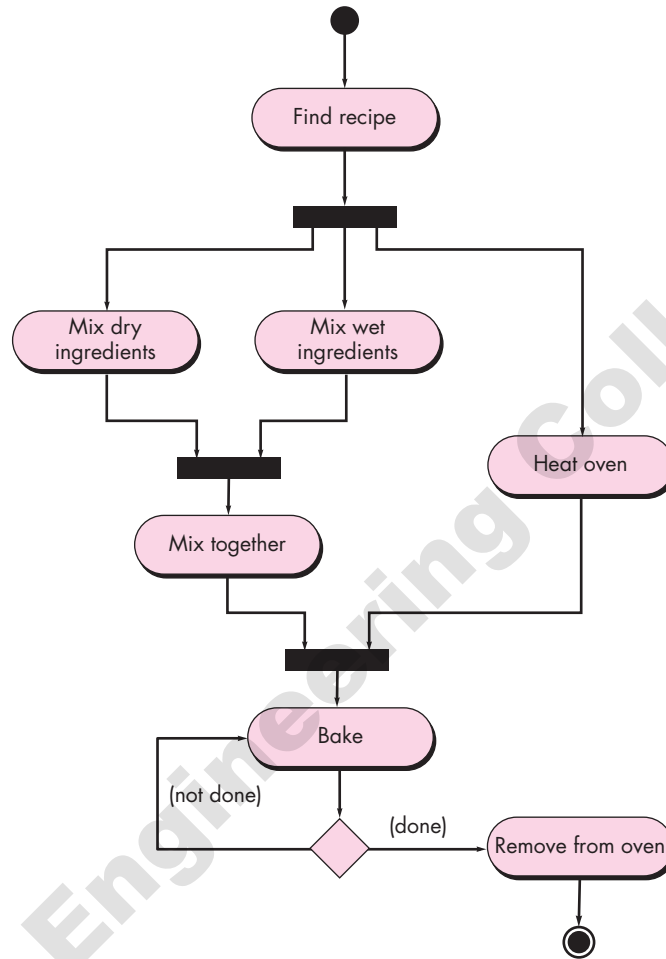 Find recipe
Mix dry
ingredients
Mix wet
ingredients
Heat oven
Mix together
Bake
(not done)
(done)
Remove from oven
Engineering Coll